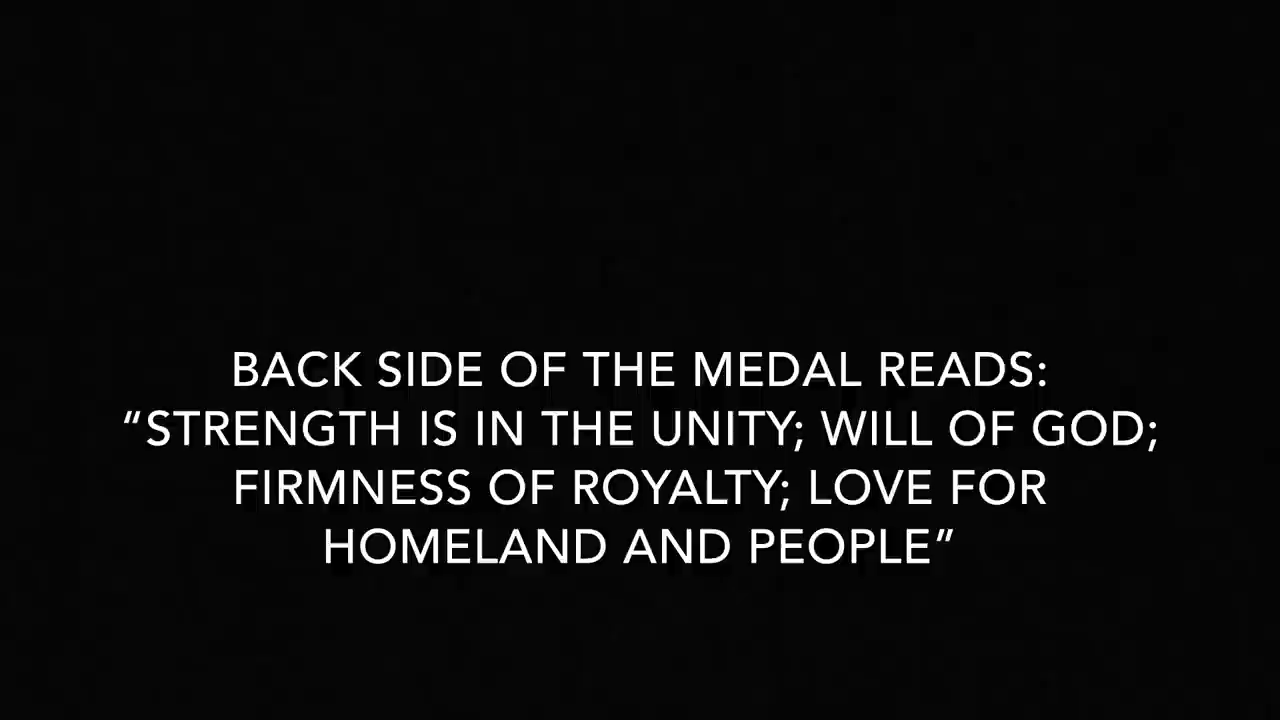 BACK SIDE OF THE MEDAL READS:
“STRENGTH IS IN THE UNITY; WILL OF GOD;
FIRMNESS OF ROYALTY; LOVE FOR
HOMELAND AND PEOPLE”